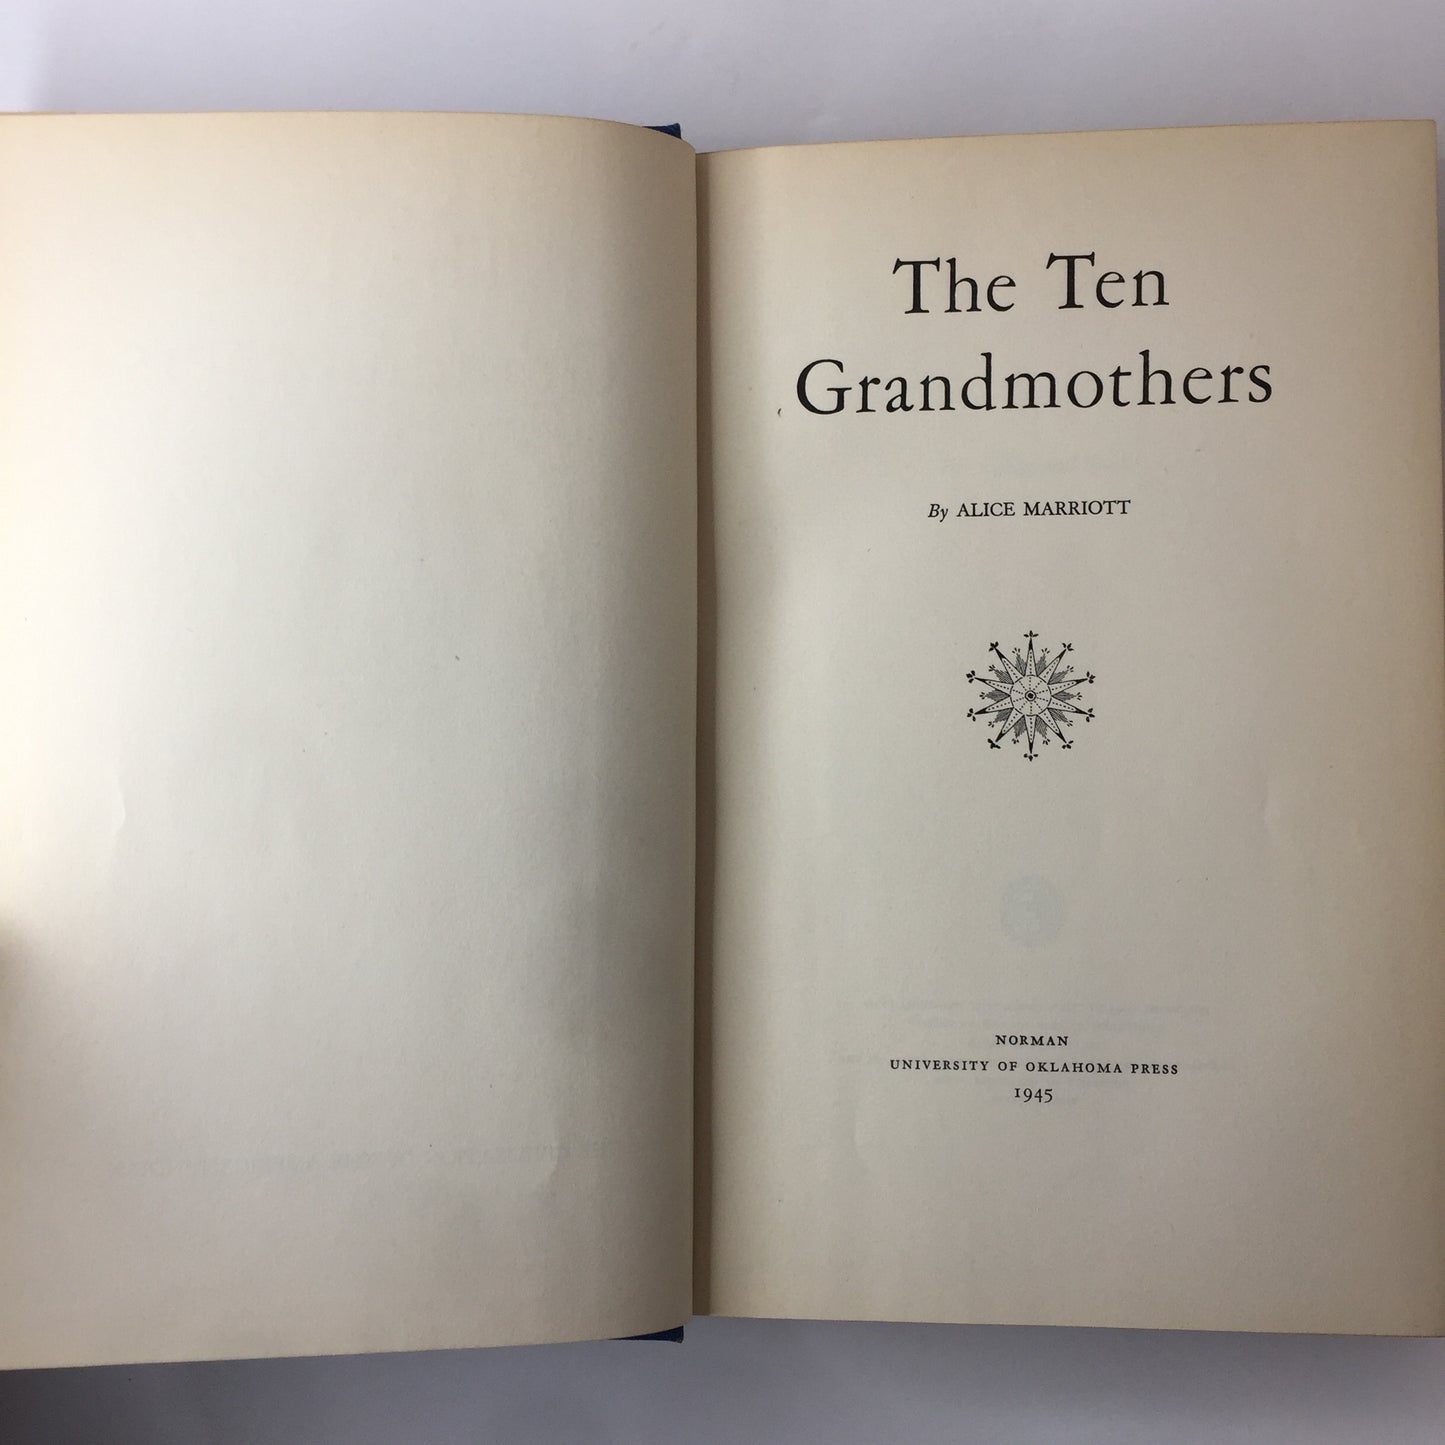 The Ten
Grandmothers
By ALICE MARRIOTT
NORMAN
UNIVERSITY OF OKLAHOMA PRESS
1945